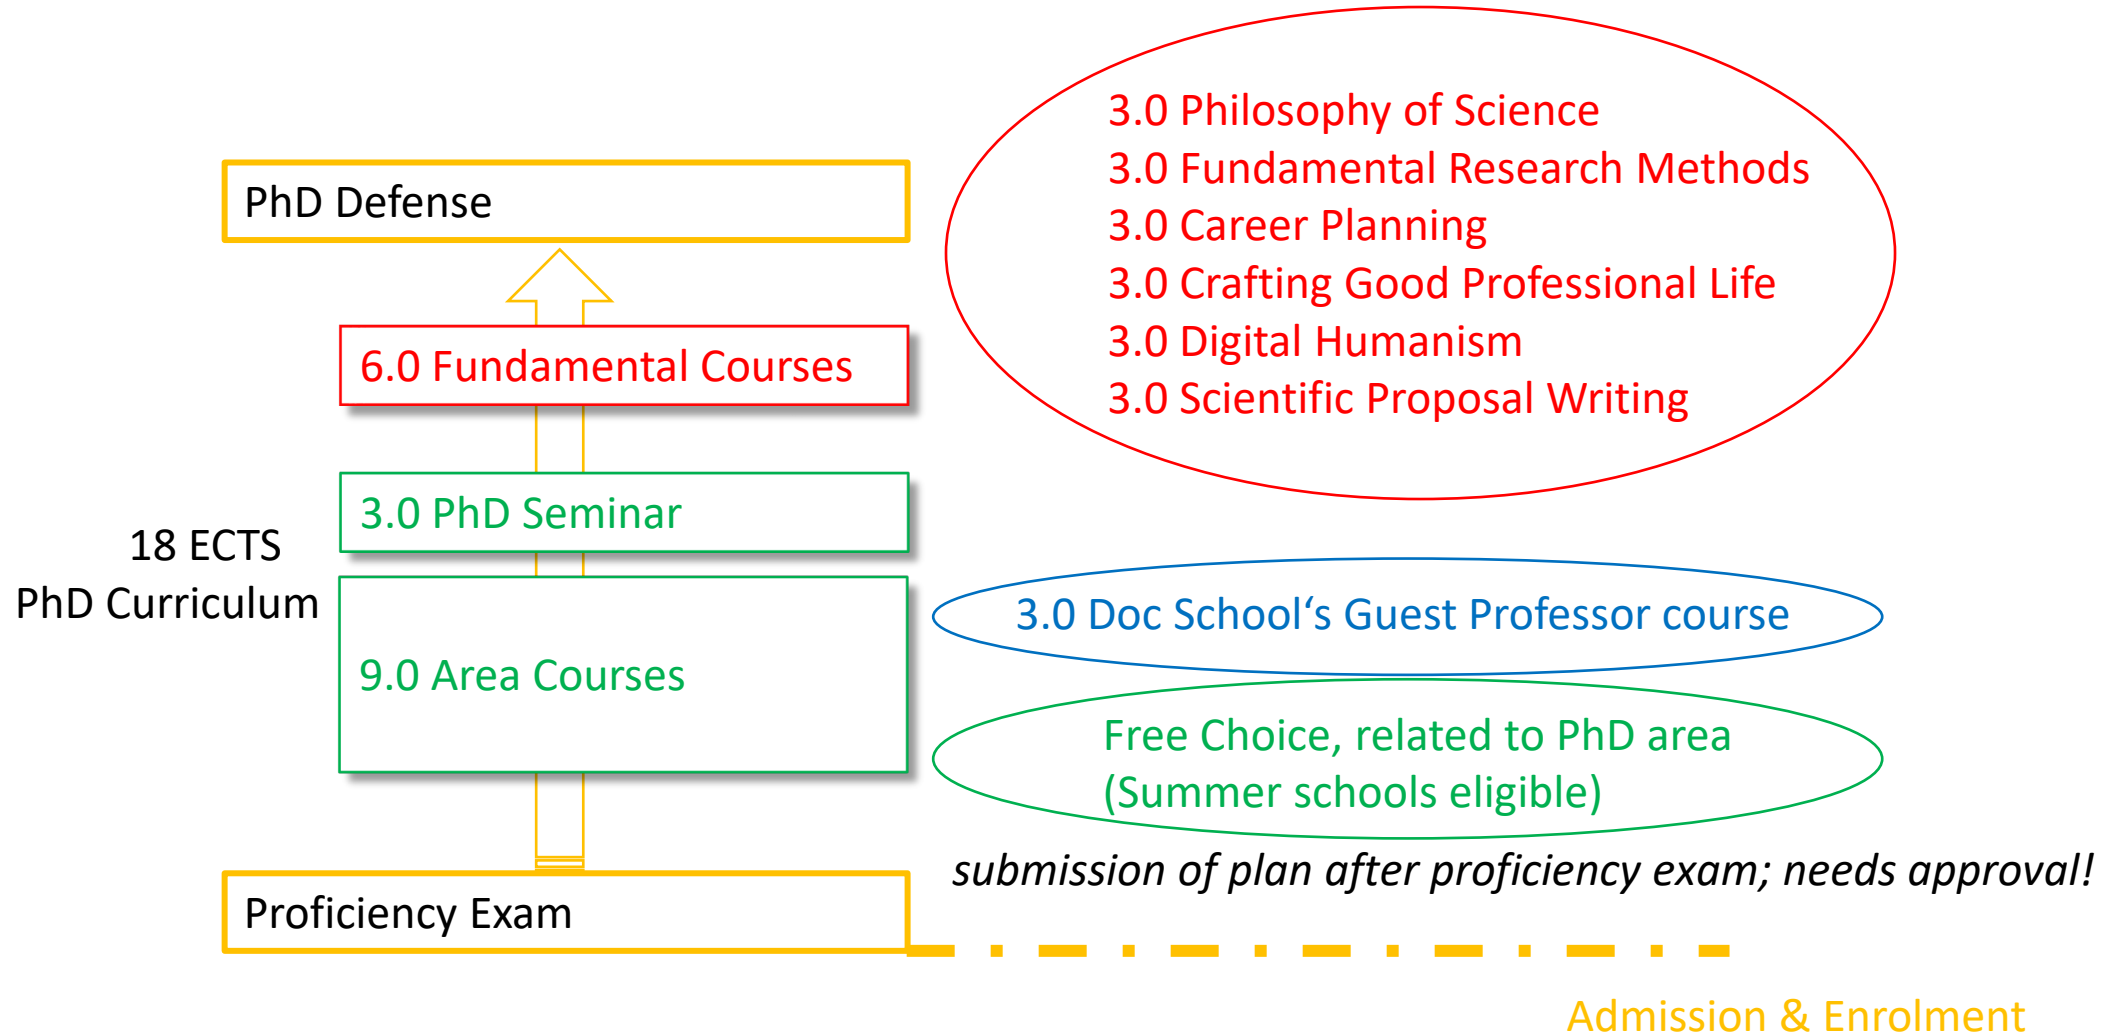 3.0 Philosophy of Science
3.0 Fundamental Research Methods
3.0 Career Planning
3.0 Crafting Good Professional Life
3.0 Digital Humanism
3.0 Scientific Proposal Writing
PhD Defense
6.0 Fundamental Courses
3.0 PhD Seminar
18 ECTS
PhD Curriculum
9.0 Area Courses
3.0 Doc School‘s Guest Professor course
Free Choice, related to PhD area
(Summer schools eligible)
submission of plan after proficiency exam; needs approval!
Proficiency Exam
Admission & Enrolment